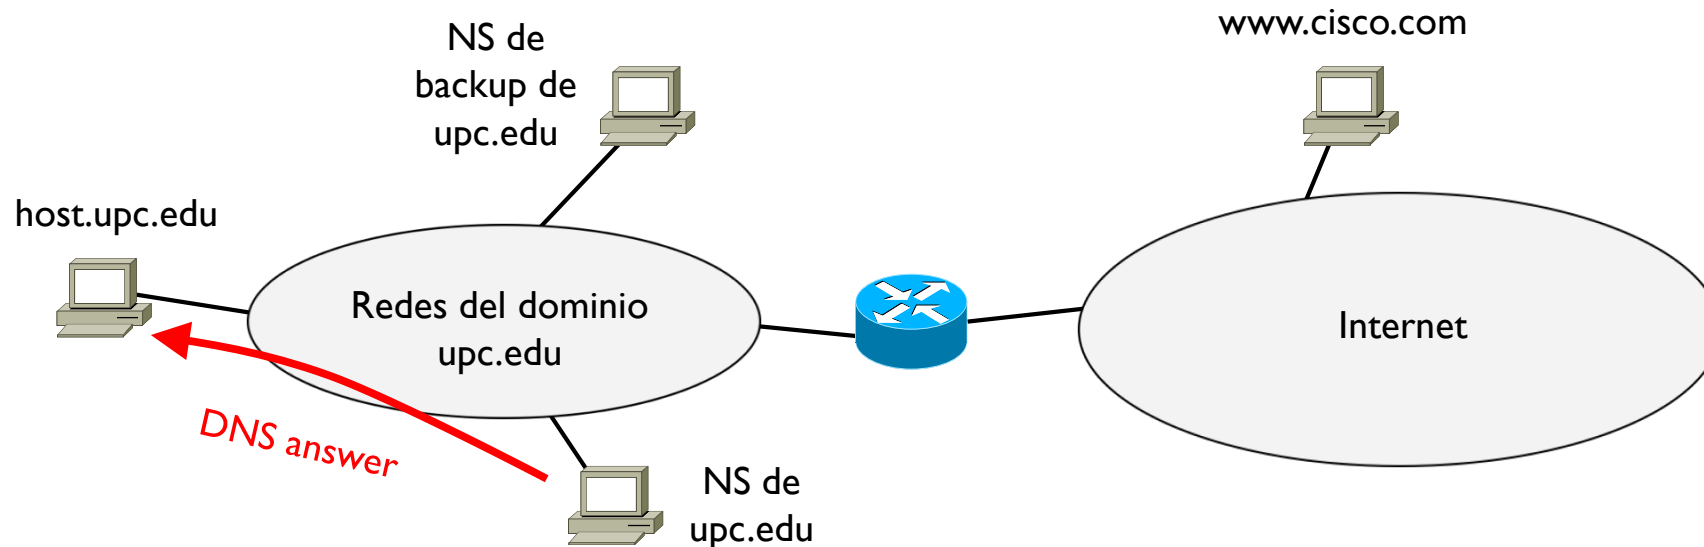 NS de
backup de
upc.edu
www.cisco.com
host.upc.edu
Redes del dominio
upc.edu
Internet
DNS answer
NS de
upc.edu